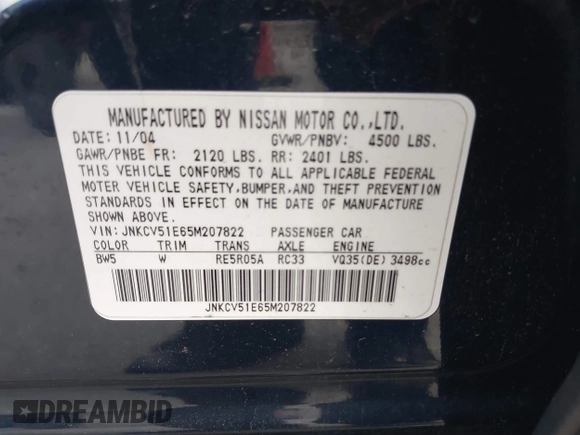 MANUFACTURED BY NISSAN MOTOR CO.,LTD.
DATE: 11/04 GVWR/PNBV: 4500 LBS.
GAWR/PNBE FR: 2120 LBS. RR: 2401 LBS.
THIS VEHICLE CONFORMS TO ALL APPLICABLE FEDERAL
MOTER VEHICLE SAFETY,BUMPER,AND THEFT PREVENTION
STANDARDS IN EFFECT ON THE DATE OF MANUFACTURE
SHOWN ABOVE.
VIN: JNKCV51E65M207822 PASSENGER CAR
COLOR TRIM TRANS AXLE ENGINE
BW5 W RE5R05A RC33 VQ35(DE) 3498cc
JNKCV51E65M207822
DREAMBID